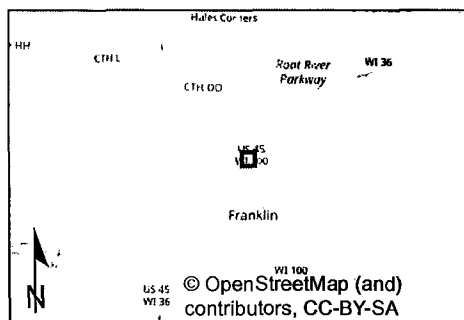 Hales Corners
HH
CTH L
Root River
Parkway
WI 36
CTH OO
US 45
WI 100
Franklin
WI 100
US 45
WI 36
N
© OpenStreetMap (and)
contributors, CC-BY-SA